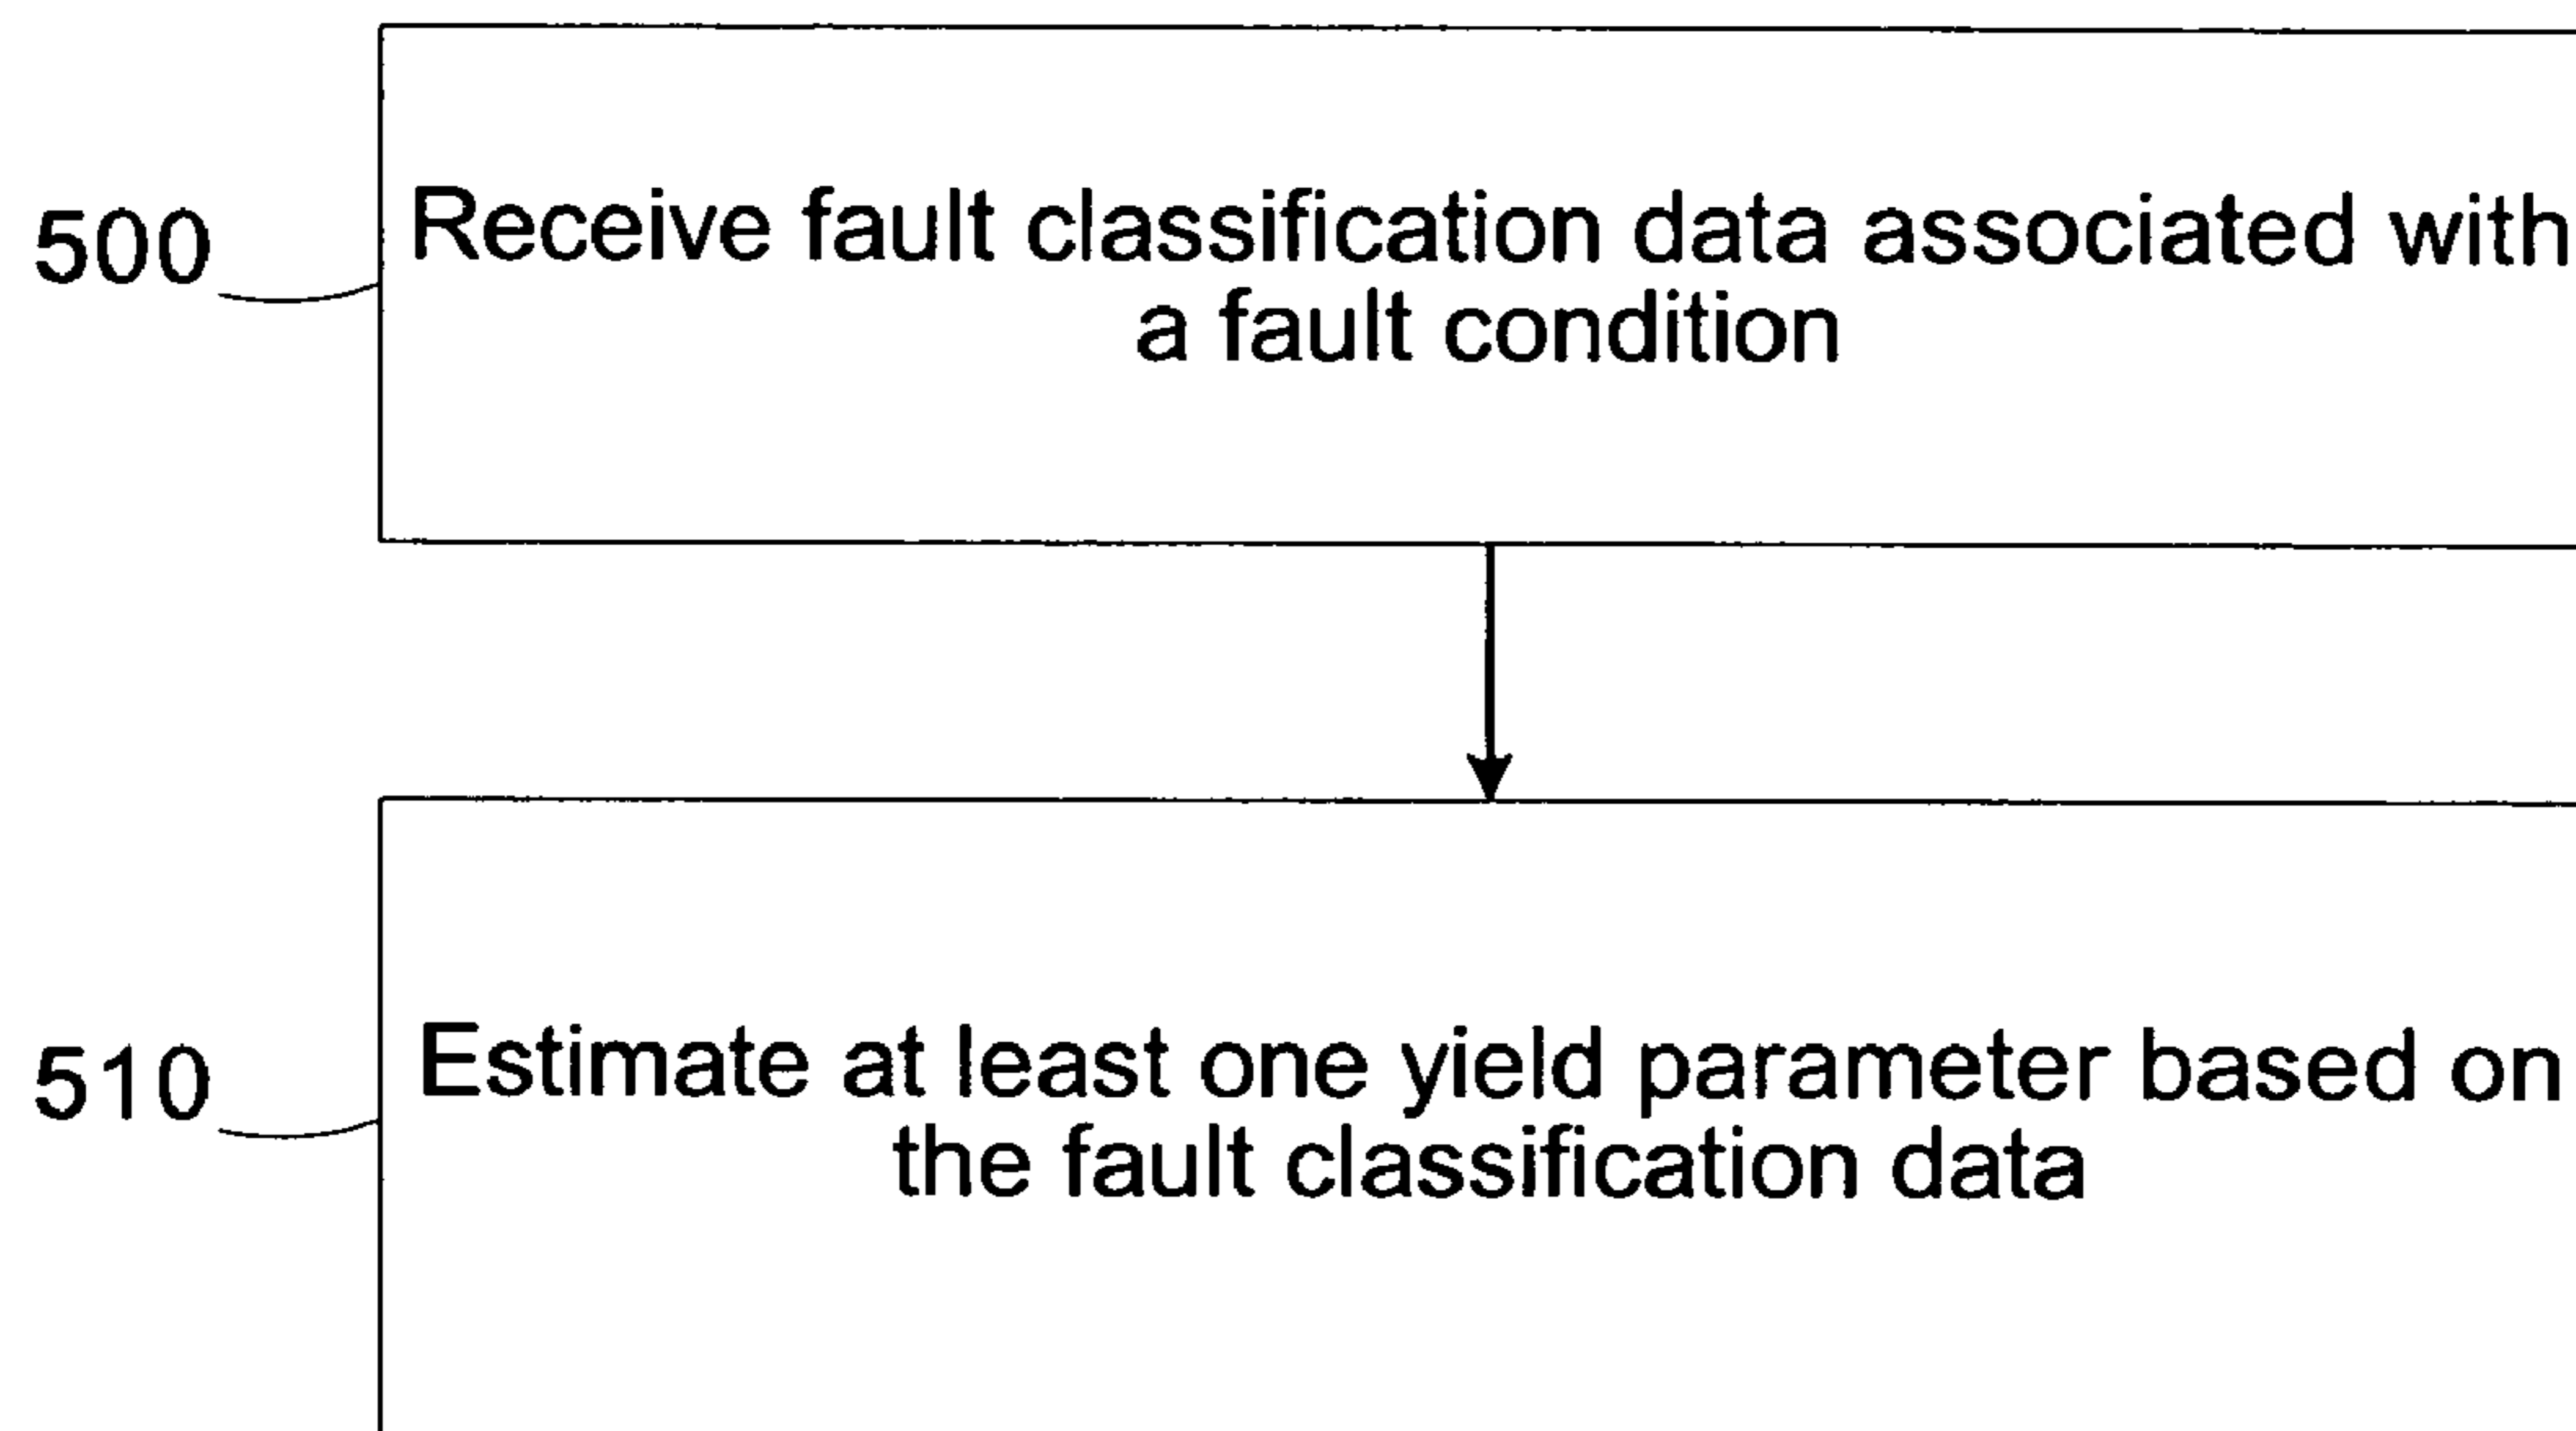 500
Receive fault classification data associated with
a fault condition
510
Estimate at least one yield parameter based on
the fault classification data